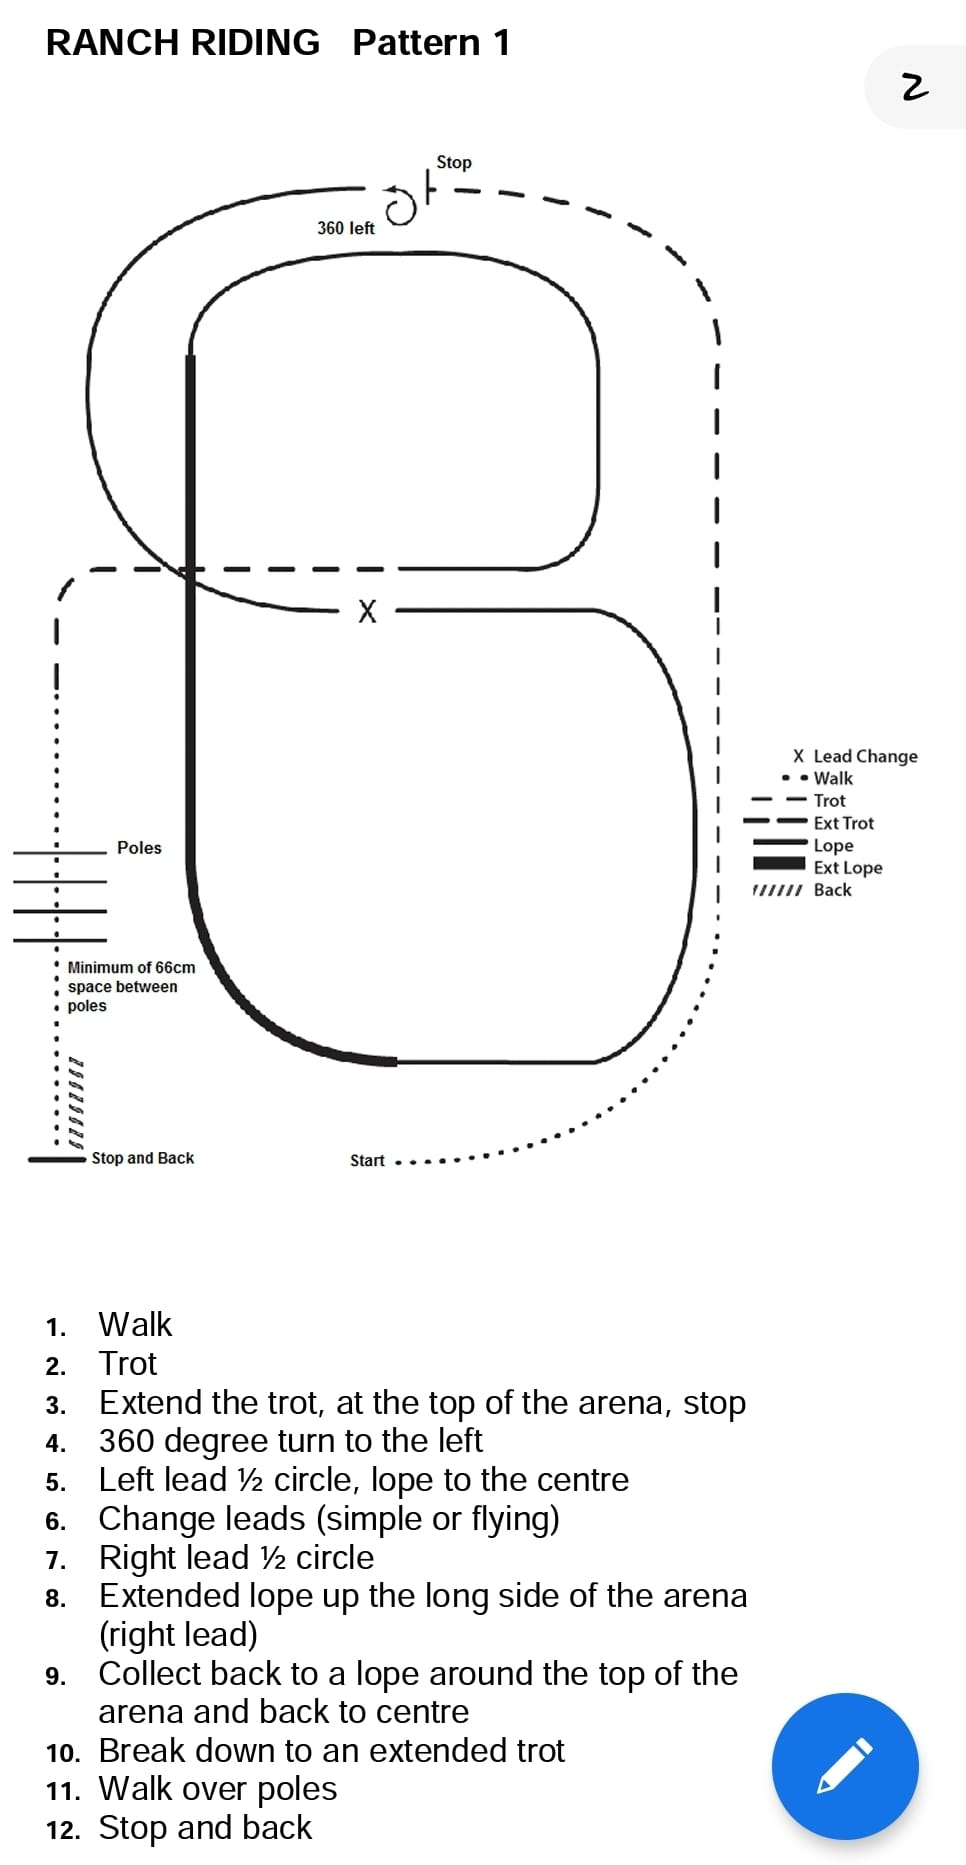 RANCH RIDING Pattern 1
2
Stop
360 left
X
X Lead Change
Walk
Trot
Ext Trot
Lope
Ext Lope
Back
Poles
Minimum of 66cm
space between
poles
Stop and Back
Start
1. Walk
2. Trot
3. Extend the trot, at the top of the arena, stop
4. 360 degree turn to the left
5. Left lead ½ circle, lope to the centre
6. Change leads (simple or flying)
7. Right lead ½ circle
8. Extended lope up the long side of the arena
(right lead)
9. Collect back to a lope around the top of the
arena and back to centre
10. Break down to an extended trot
11. Walk over poles
12. Stop and back